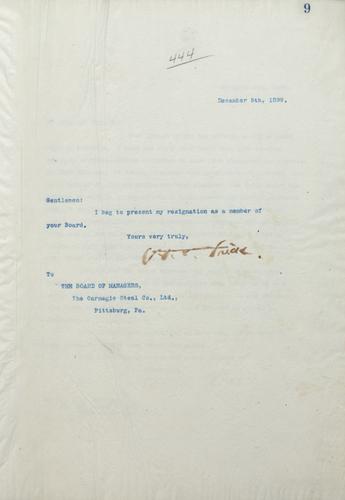 9
444
December 5th, 1899.
Gentlemen:
I beg to present my resignation as a member of
your Board.
Yours very truly,
H. C. Frick.
To
THE BOARD OF MANAGERS,
The Carnegie Steel Co., Ltd.,
Pittsburg, Pa.